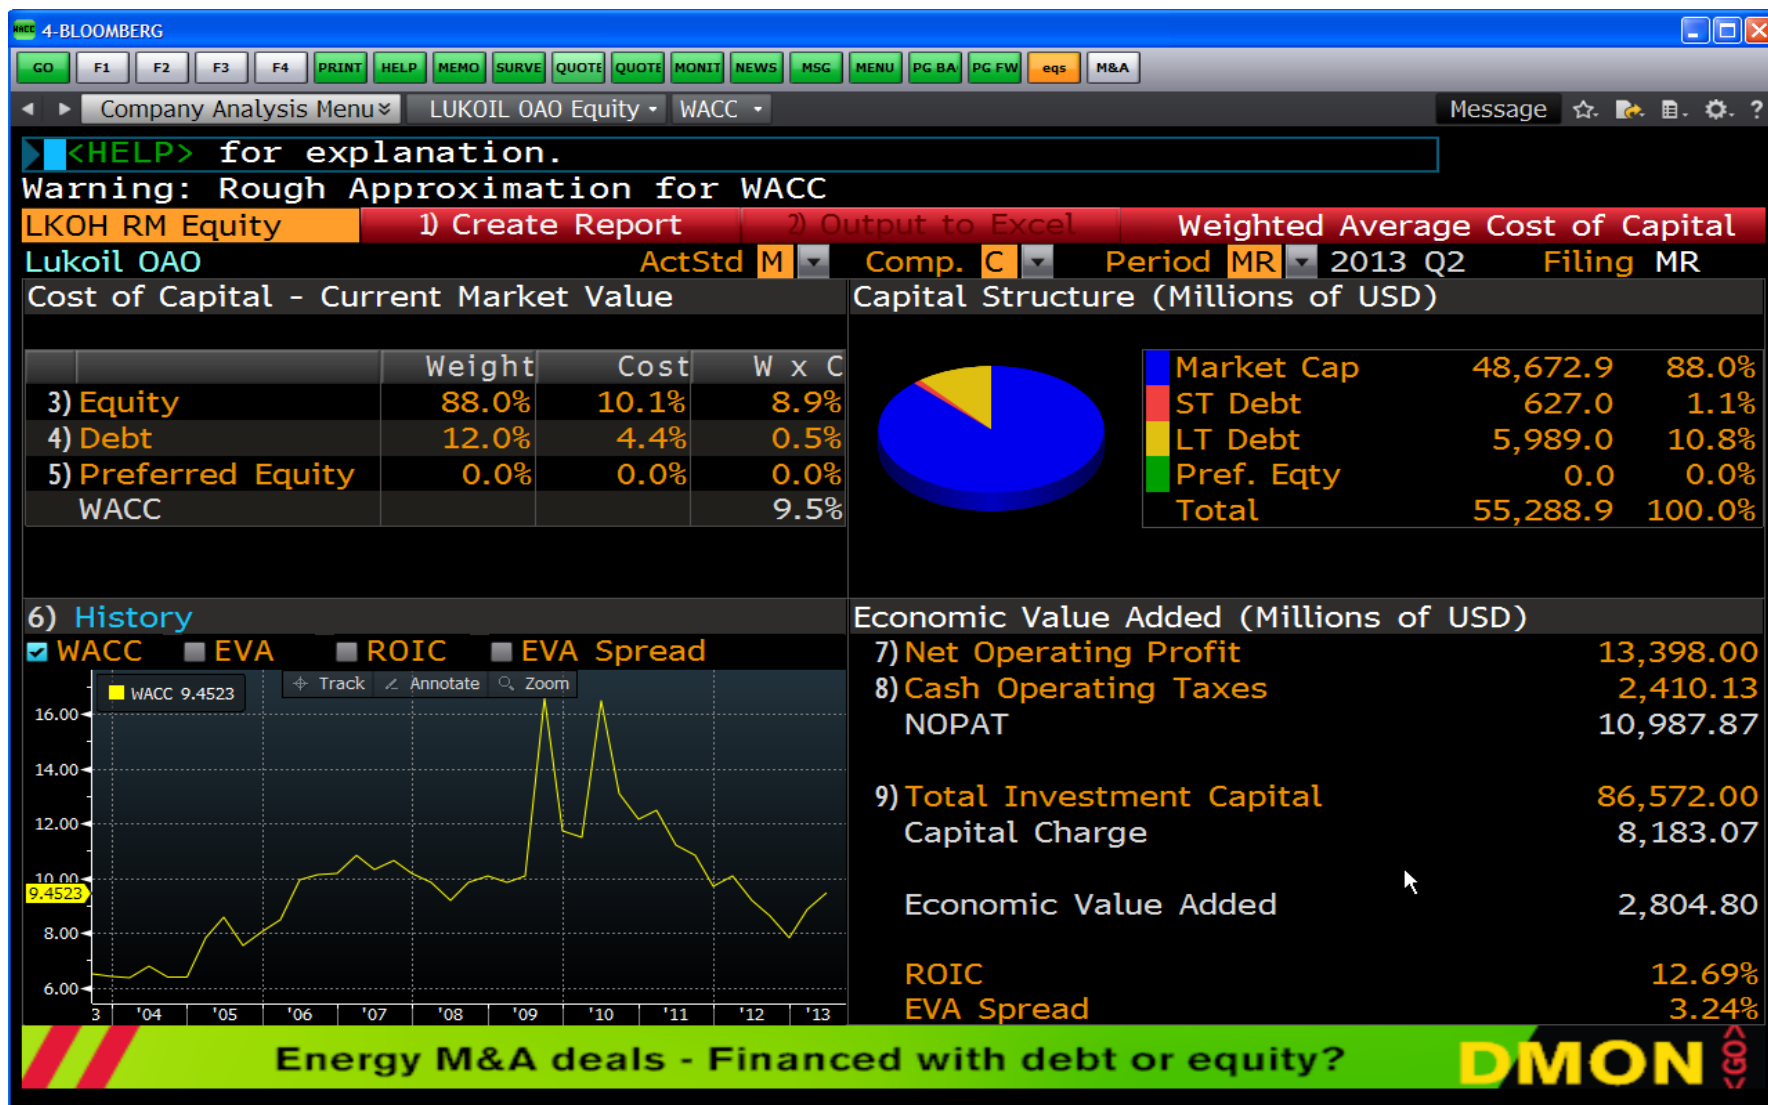 WACC 4-BLOOMBERG
GO F1 F2 F3 F4 PRINT HELP MEMO SURVE QUOTE QUOTE MONIT NEWS MSG MENU PG BA PG FW eqs M&A
Company Analysis Menu LUKOIL OAO Equity WACC Message ?
<HELP> for explanation.
Warning: Rough Approximation for WACC
LKOH RM Equity 1) Create Report 2) Output to Excel Weighted Average Cost of Capital
Lukoil OAO ActStd M Comp. C Period MR 2013 Q2 Filing MR
Cost of Capital - Current Market Value
Weight Cost W x C
3) Equity 88.0% 10.1% 8.9%
4) Debt 12.0% 4.4% 0.5%
5) Preferred Equity 0.0% 0.0% 0.0%
WACC 9.5%
Capital Structure (Millions of USD)
Market Cap 48,672.9 88.0%
ST Debt 627.0 1.1%
LT Debt 5,989.0 10.8%
Pref. Eqty 0.0 0.0%
Total 55,288.9 100.0%
6) History
WACC EVA ROIC EVA Spread
WACC 9.4523 Track Annotate Zoom
16.00
14.00
12.00
10.00
9.4523
8.00
6.00
3 '04 '05 '06 '07 '08 '09 '10 '11 '12 '13
Economic Value Added (Millions of USD)
7) Net Operating Profit 13,398.00
8) Cash Operating Taxes 2,410.13
NOPAT 10,987.87
9) Total Investment Capital 86,572.00
Capital Charge 8,183.07
Economic Value Added 2,804.80
ROIC 12.69%
EVA Spread 3.24%
Energy M&A deals - Financed with debt or equity? DMON <GO>